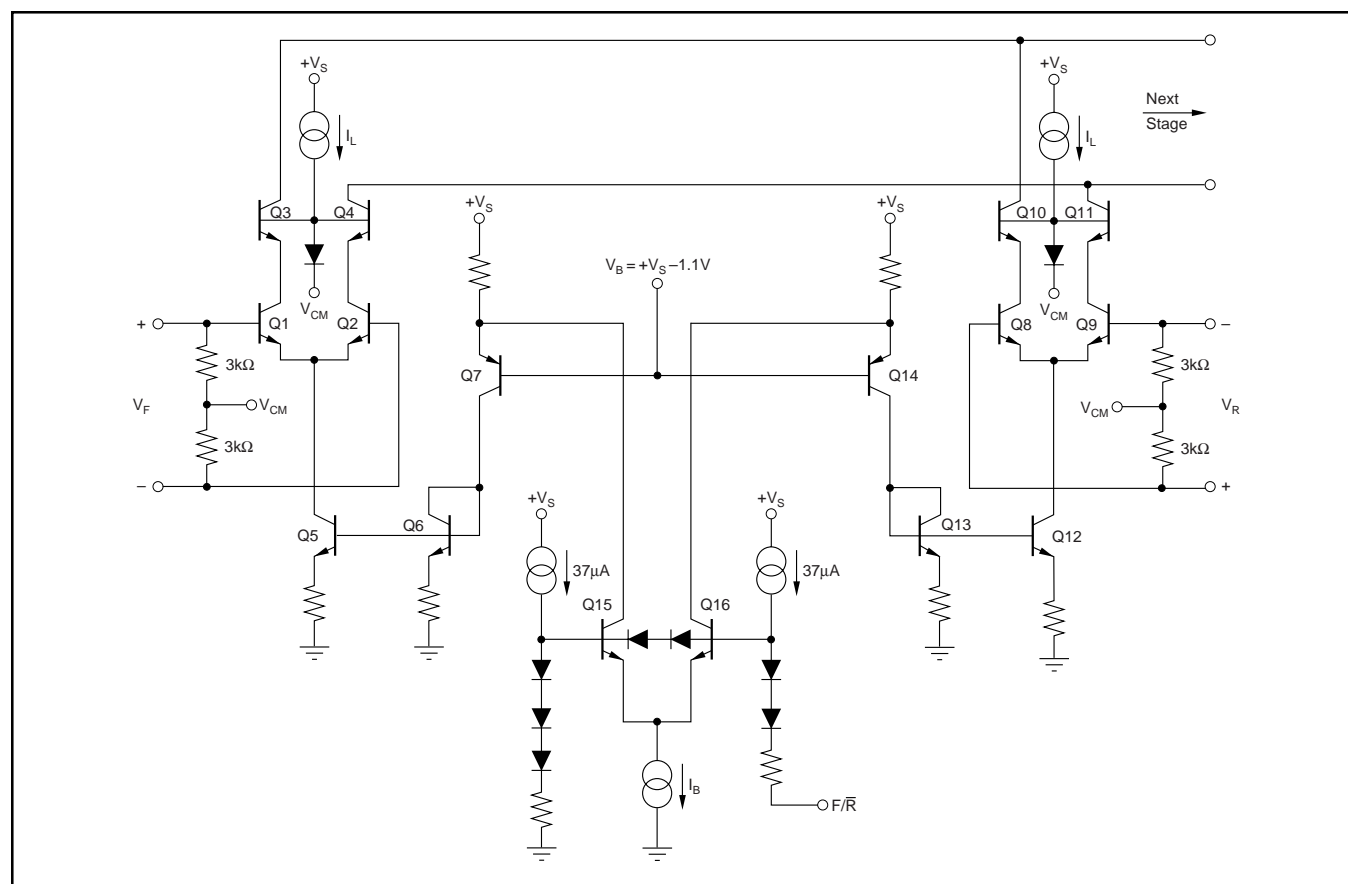 +VS
+VS
Next
Stage
IL
IL
Q3
Q4
+VS
+VS
Q10
Q11
VB = +VS –1.1V
VCM
VCM
+
Q1
Q2
Q8
Q9
–
3kΩ
Q7
Q14
3kΩ
VF
VCM
VCM
VR
3kΩ
3kΩ
–
+
+VS
+VS
Q5
Q6
Q13
Q12
37μA
37μA
Q15
Q16
IB
F/R̅